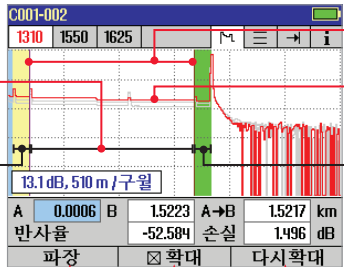 C001-002
1310 1550 1625 i
13.1 dB, 510 m /구월
A 0.0006 B 1.5223 A→B 1.5217 km
반사율 -52.584 손실 1.496 dB
파장 확대 다시확대